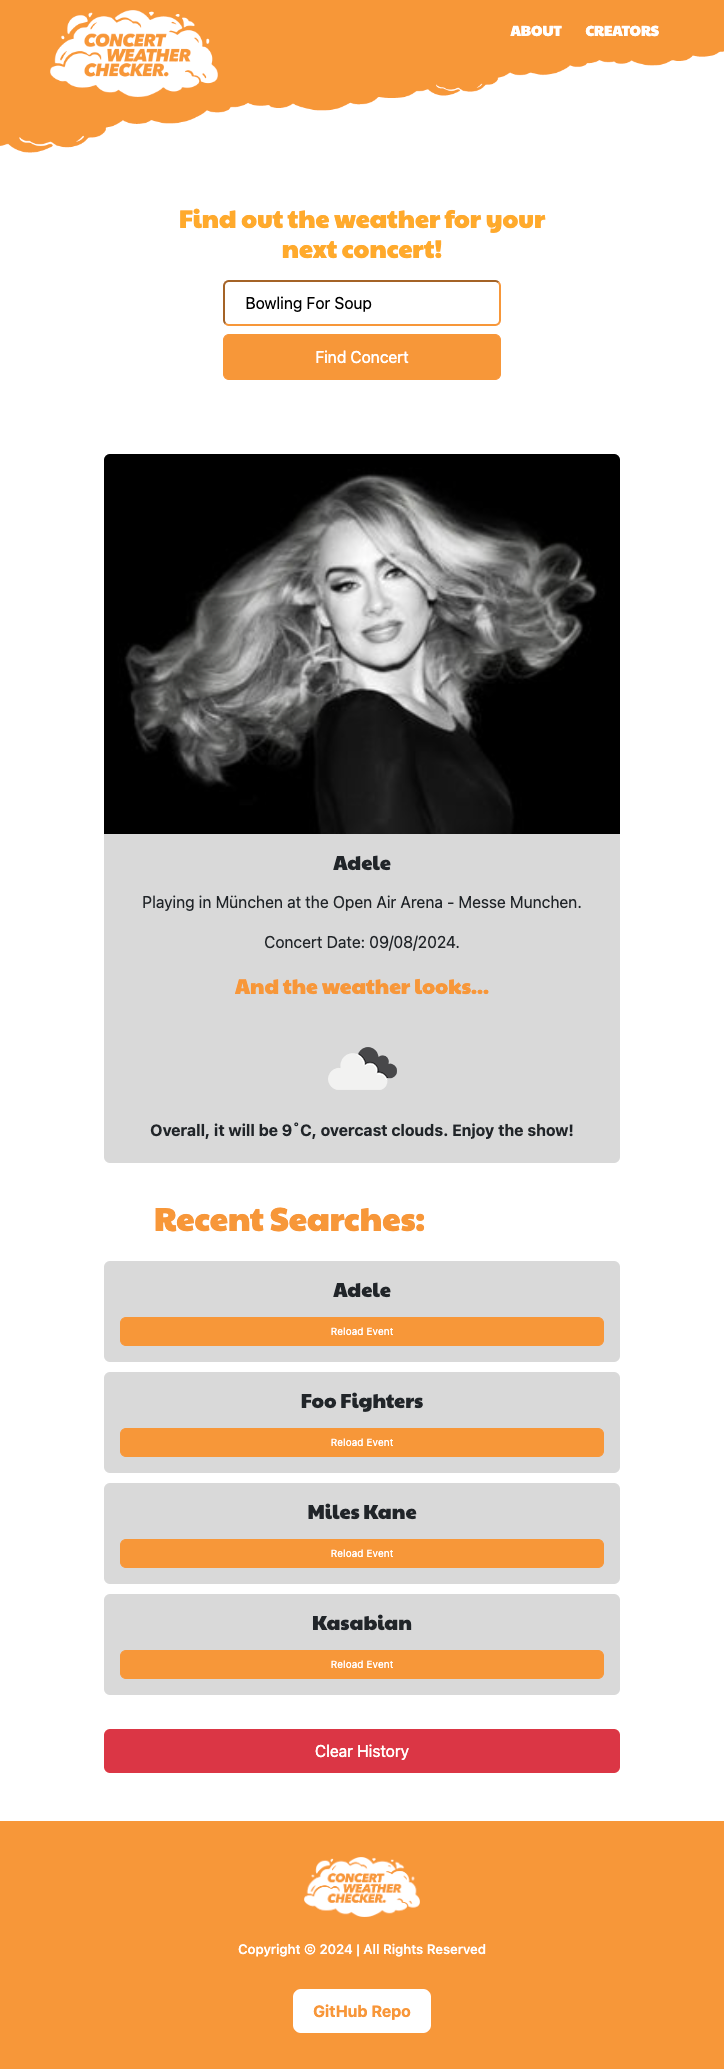 CONCERT
WEATHER
CHECKER.
ABOUT CREATORS
Find out the weather for your
next concert!
Bowling For Soup
Find Concert
Adele
Playing in München at the Open Air Arena - Messe Munchen.
Concert Date: 09/08/2024.
And the weather looks...
Overall, it will be 9˚C, overcast clouds. Enjoy the show!
Recent Searches:
Adele
Reload Event
Foo Fighters
Reload Event
Miles Kane
Reload Event
Kasabian
Reload Event
Clear History
CONCERT
WEATHER
CHECKER.
Copyright © 2024 | All Rights Reserved
GitHub Repo